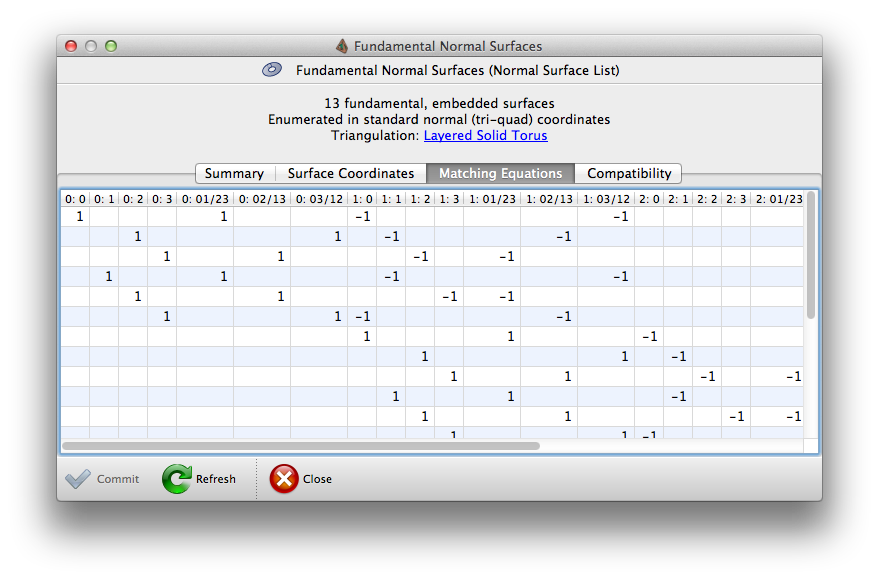 Fundamental Normal Surfaces
Fundamental Normal Surfaces (Normal Surface List)
13 fundamental, embedded surfaces
Enumerated in standard normal (tri-quad) coordinates
Triangulation: Layered Solid Torus
Summary Surface Coordinates Matching Equations Compatibility
0: 0 0: 1 0: 2 0: 3 0: 01/23 0: 02/13 0: 03/12 1: 0 1: 1 1: 2 1: 3 1: 01/23 1: 02/13 1: 03/12 2: 0 2: 1 2: 2 2: 3 2: 01/23
1 1 -1 -1
1 1 -1 -1
1 1 -1 -1
1 1 -1 -1
1 1 -1 -1
1 1 -1 -1
1 1 -1
1 1 -1
1 1 -1 -1
1 1 -1
1 1 -1 -1
1 1 -1
Commit Refresh Close